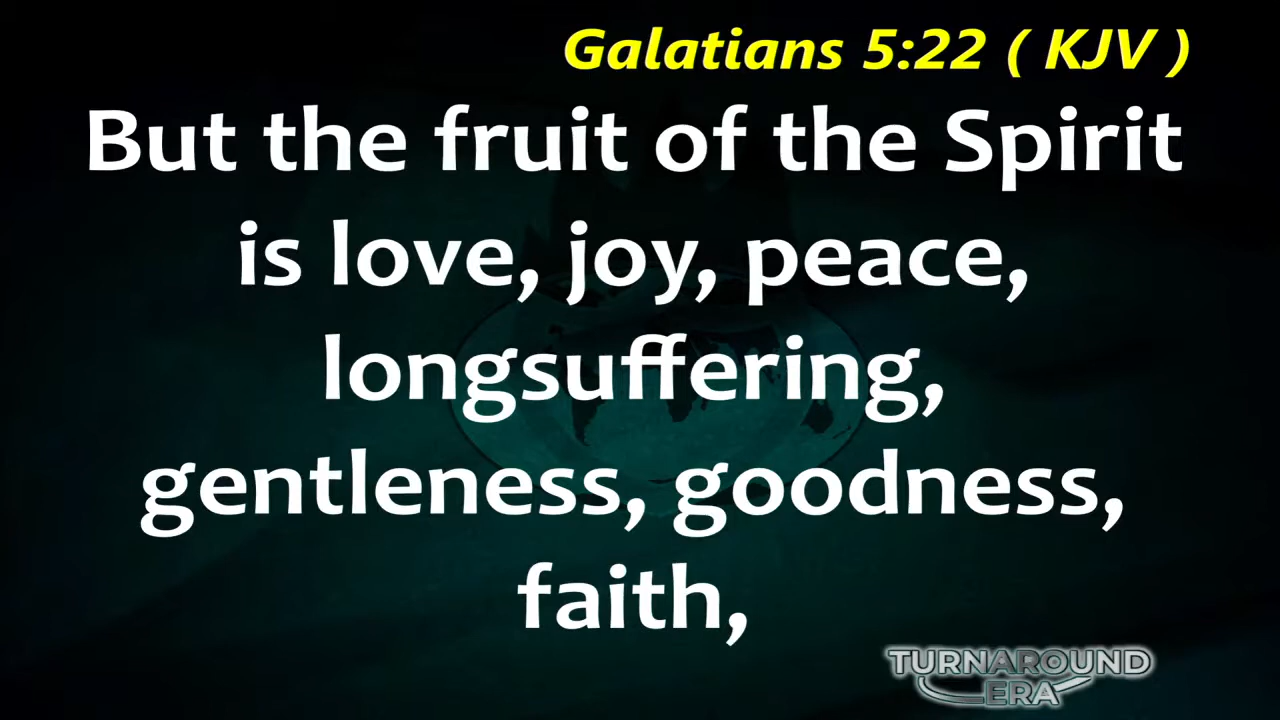 Galatians 5:22 ( KJV )
But the fruit of the Spirit
is love, joy, peace,
longsuffering,
gentleness, goodness,
faith,
TURNAROUND
ERA